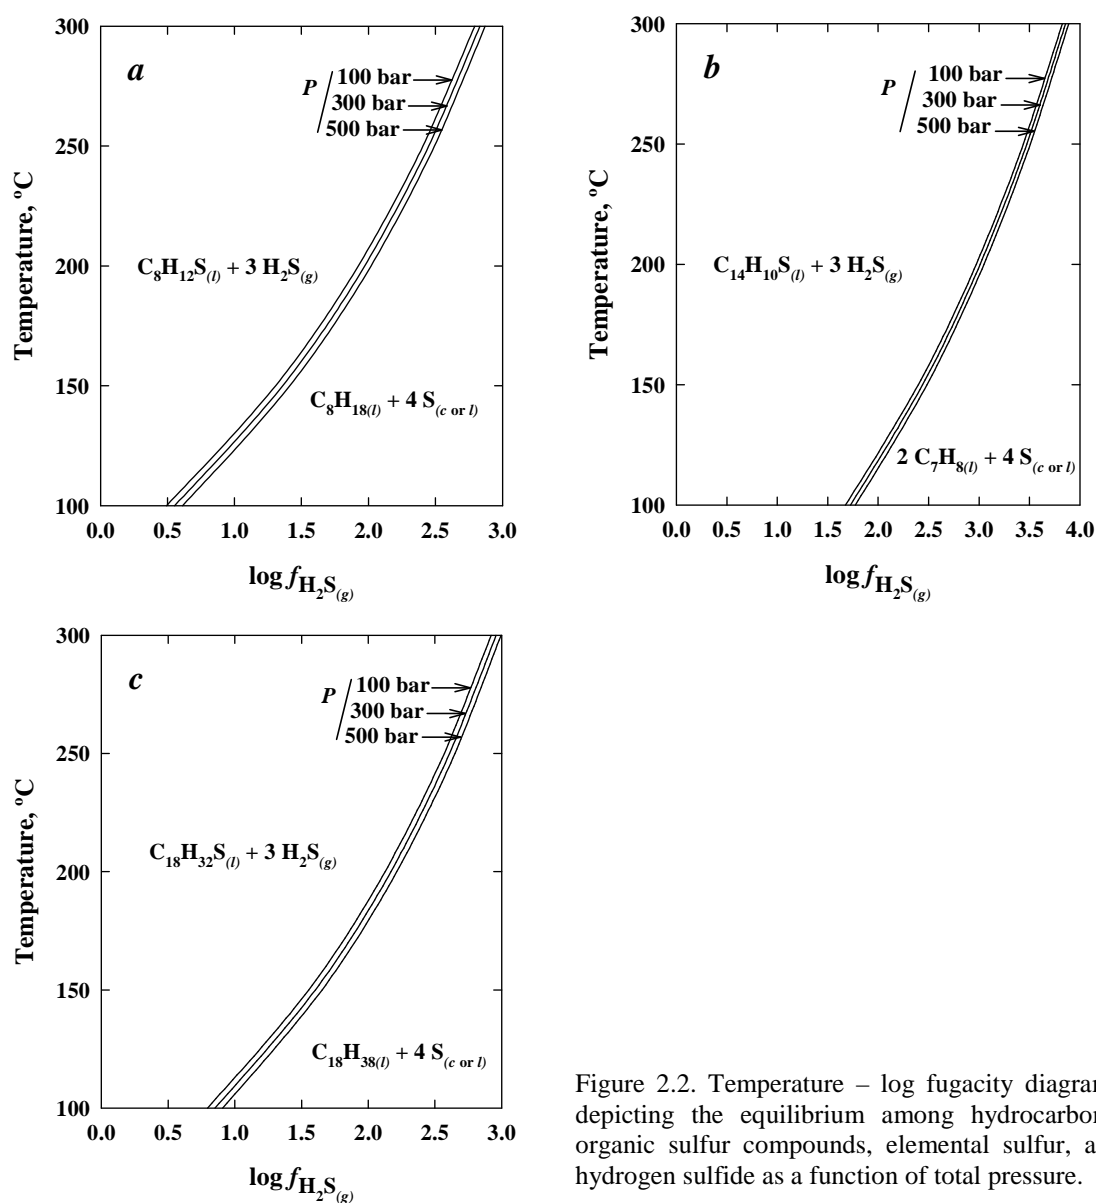 a
Temperature, ºC
300
250
200
150
100
P
100 bar
300 bar
500 bar
C8H12S(l) + 3 H2S(g)
C8H18(l) + 4 S(c or l)
0.0 0.5 1.0 1.5 2.0 2.5 3.0
log fH2S(g)
b
Temperature, ºC
300
250
200
150
100
P
100 bar
300 bar
500 bar
C14H10S(l) + 3 H2S(g)
2 C7H8(l) + 4 S(c or l)
0.0 0.5 1.0 1.5 2.0 2.5 3.0 3.5 4.0
log fH2S(g)
c
Temperature, ºC
300
250
200
150
100
P
100 bar
300 bar
500 bar
C18H32S(l) + 3 H2S(g)
C18H38(l) + 4 S(c or l)
0.0 0.5 1.0 1.5 2.0 2.5 3.0
log fH2S(g)
Figure 2.2. Temperature – log fugacity diagram
depicting the equilibrium among hydrocarbon
organic sulfur compounds, elemental sulfur, a
hydrogen sulfide as a function of total pressure.